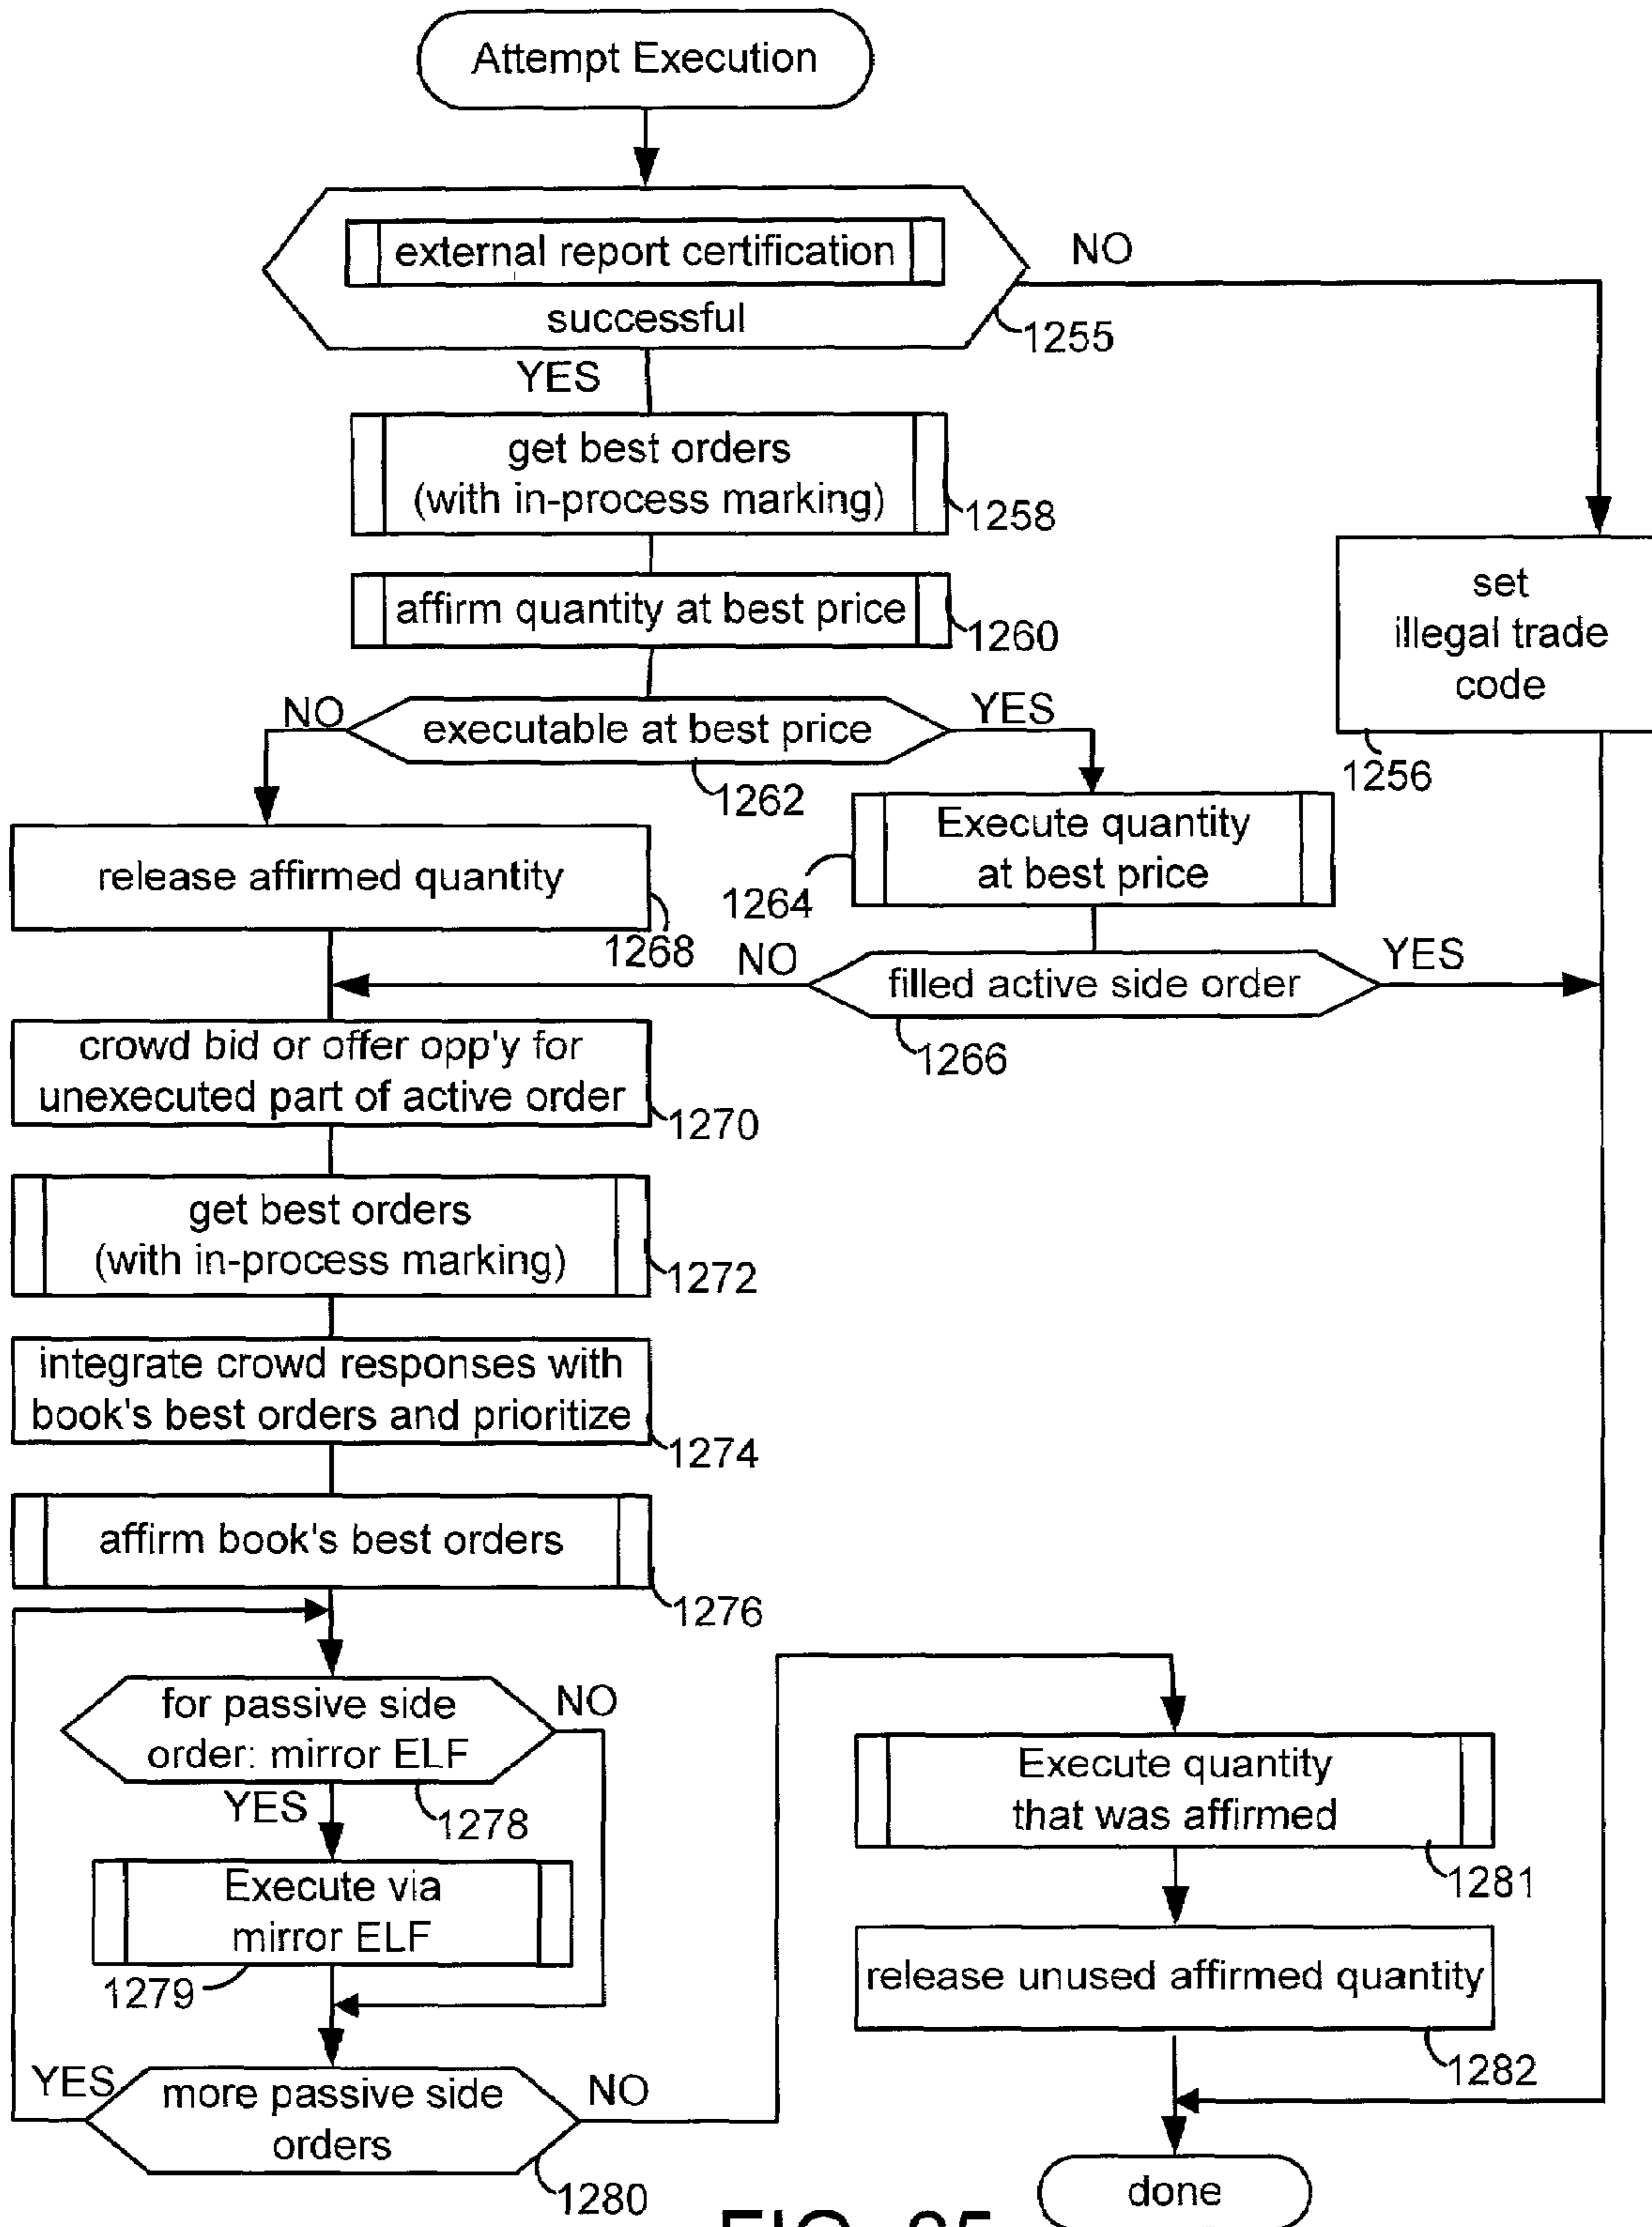 Attempt Execution
external report certification
successful
NO
1255
YES
get best orders
(with in-process marking)
1258
affirm quantity at best price
1260
set
illegal trade
code
1256
NO
executable at best price
YES
1262
Execute quantity
at best price
1264
release affirmed quantity
1268
NO
filled active side order
YES
1266
crowd bid or offer opp'y for
unexecuted part of active order
1270
get best orders
(with in-process marking)
1272
integrate crowd responses with
book's best orders and prioritize
1274
affirm book's best orders
1276
for passive side
order: mirror ELF
NO
YES
1278
Execute via
mirror ELF
1279
YES
more passive side
orders
NO
1280
Execute quantity
that was affirmed
1281
release unused affirmed quantity
1282
done